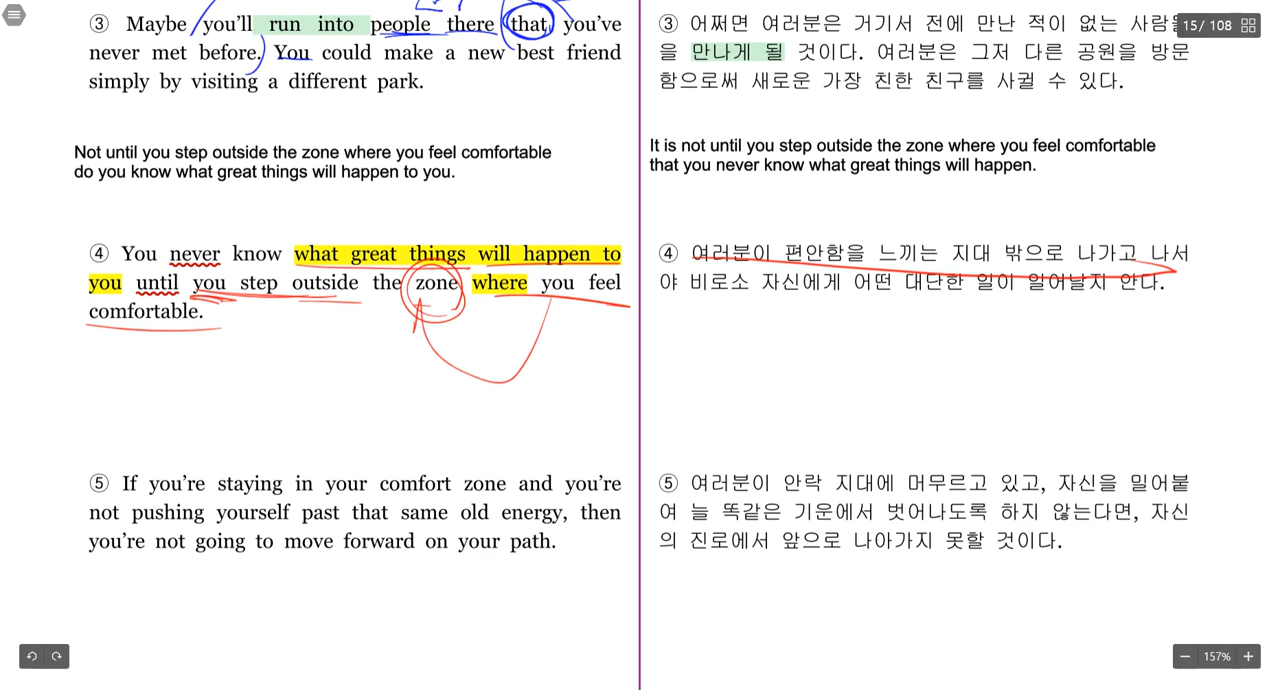 ③ Maybe you’ll run into people there that you’ve
never met before. You could make a new best friend
simply by visiting a different park.
Not until you step outside the zone where you feel comfortable
do you know what great things will happen to you.
④ You never know what great things will happen to
you until you step outside the zone where you feel
comfortable.
⑤ If you’re staying in your comfort zone and you’re
not pushing yourself past that same old energy, then
you’re not going to move forward on your path.
15/ 108
③ 어쩌면 여러분은 거기서 전에 만난 적이 없는 사람들
을 만나게 될 것이다. 여러분은 그저 다른 공원을 방문
함으로써 새로운 가장 친한 친구를 사귈 수 있다.
It is not until you step outside the zone where you feel comfortable
that you never know what great things will happen.
④ 여러분이 편안함을 느끼는 지대 밖으로 나가고 나서
야 비로소 자신에게 어떤 대단한 일이 일어날지 안다.
⑤ 여러분이 안락 지대에 머무르고 있고, 자신을 밀어붙
여 늘 똑같은 기운에서 벗어나도록 하지 않는다면, 자신
의 진로에서 앞으로 나아가지 못할 것이다.
157%